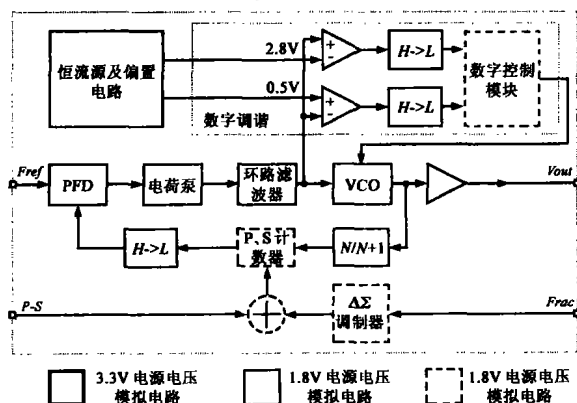 恒流源及偏置
电路
2.8V
0.5V
+
-
+
-
H->L
H->L
数字控制
模块
数字调谐
Fref
PFD
电荷泵
环路滤
波器
VCO
Vout
H->L
P、S 计
数器
N/N+1
P-S
ΔΣ
调制器
Frac
3.3V 电源电压
模拟电路
1.8V 电源电压
模拟电路
1.8V 电源电压
模拟电路